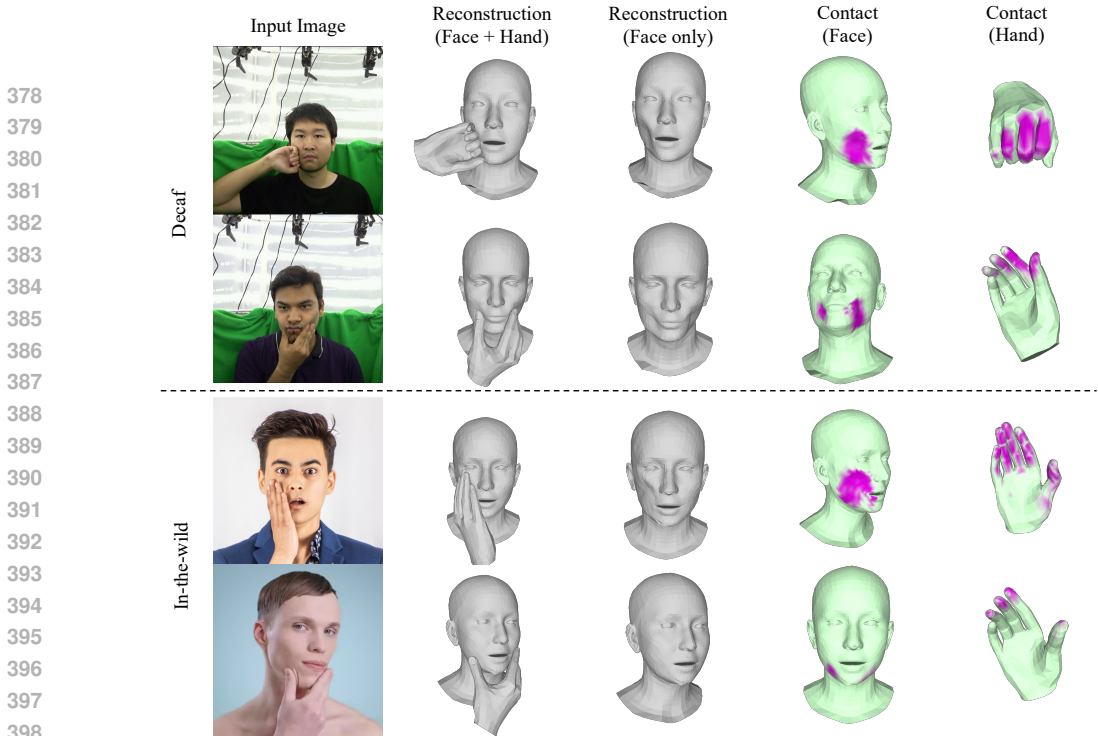 Input Image
Reconstruction
(Face + Hand)
Reconstruction
(Face only)
Contact
(Face)
Contact
(Hand)
378
379
380
381
382
383
384
385
386
387
388
389
390
391
392
393
394
395
396
397
398
Decaf
In-the-wild